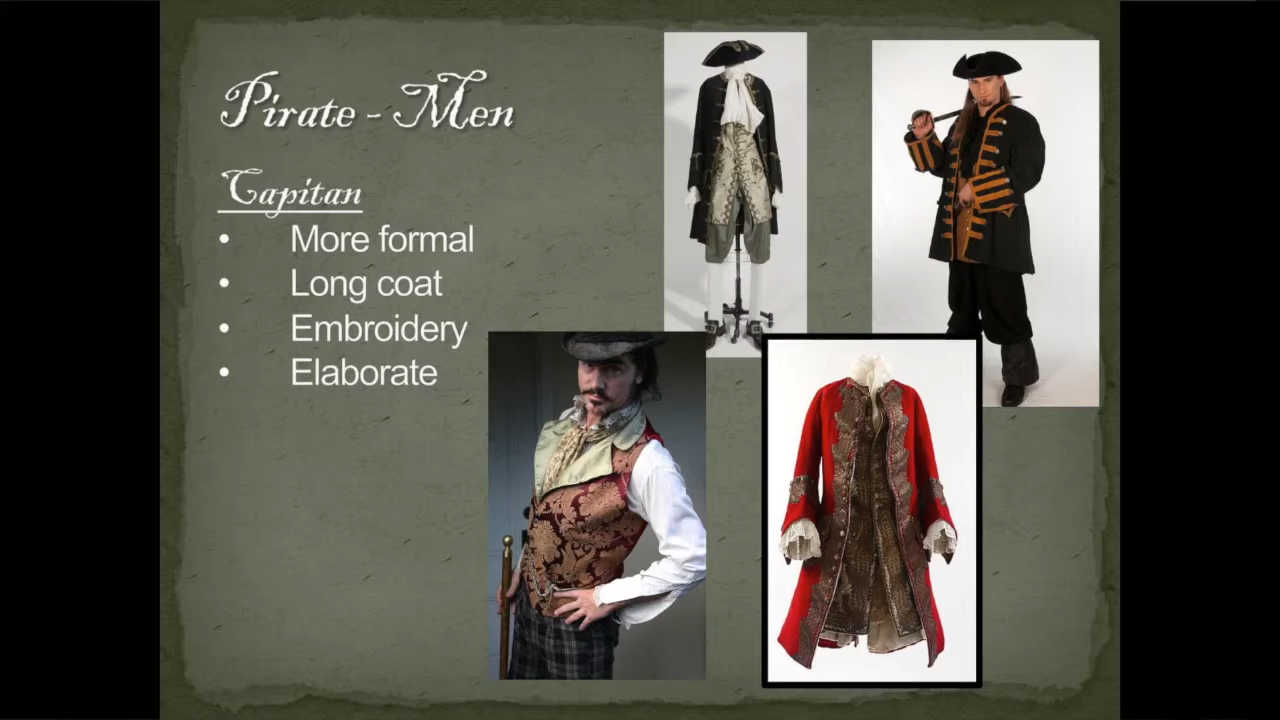 Pirate - Men
Capitan
• More formal
• Long coat
• Embroidery
• Elaborate